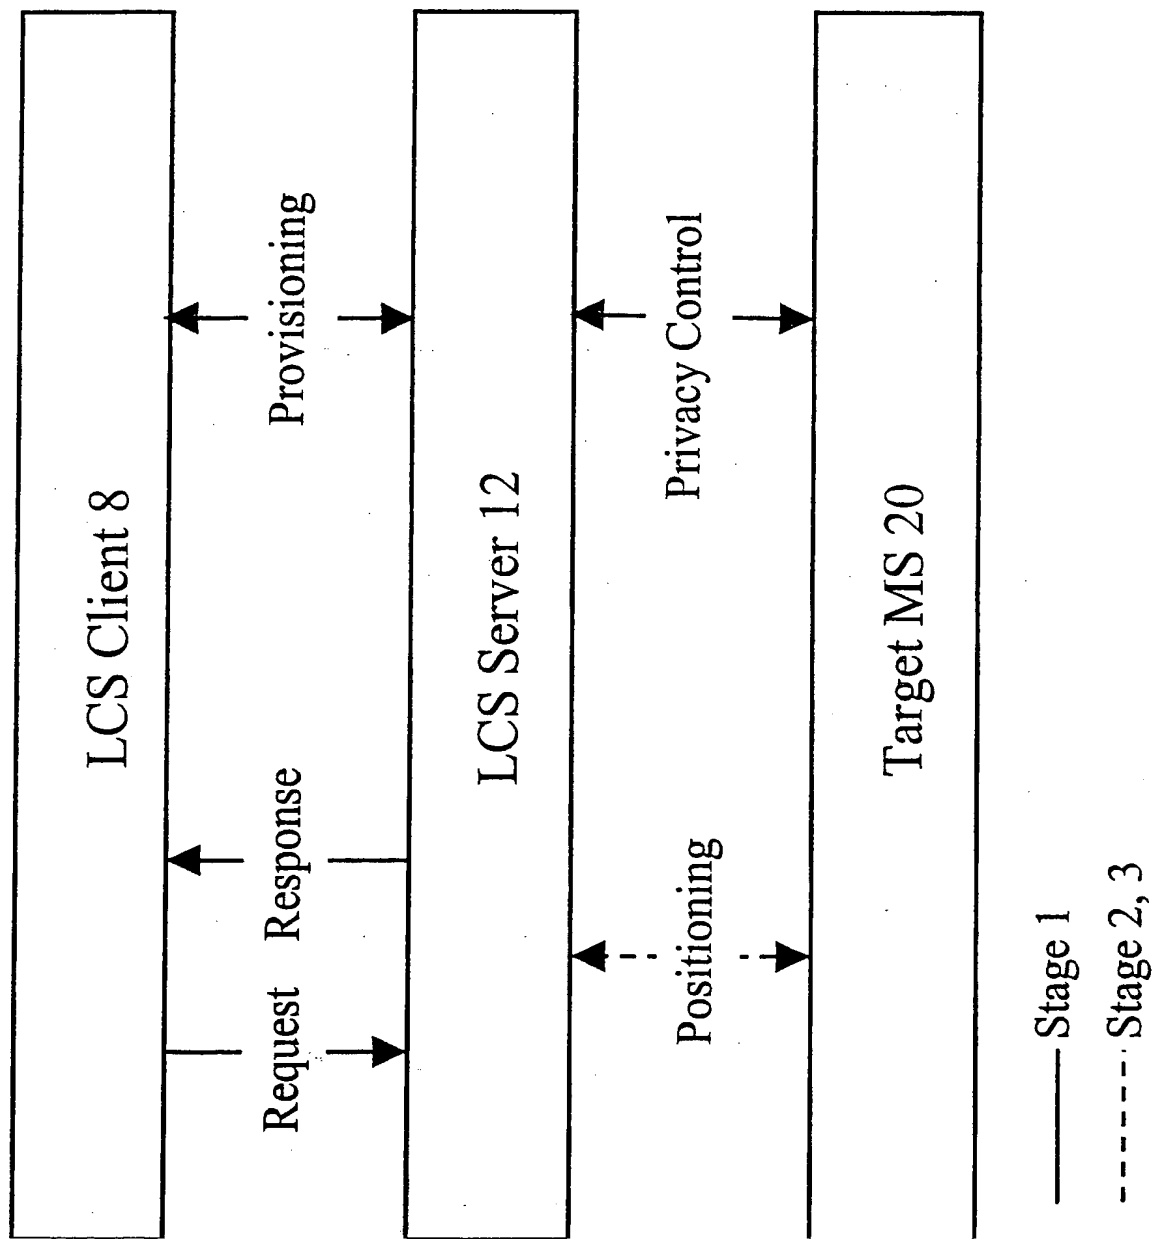 LCS Client 8
Request
Response
Provisioning
LCS Server 12
Positioning
Privacy Control
Target MS 20
Stage 1
Stage 2, 3